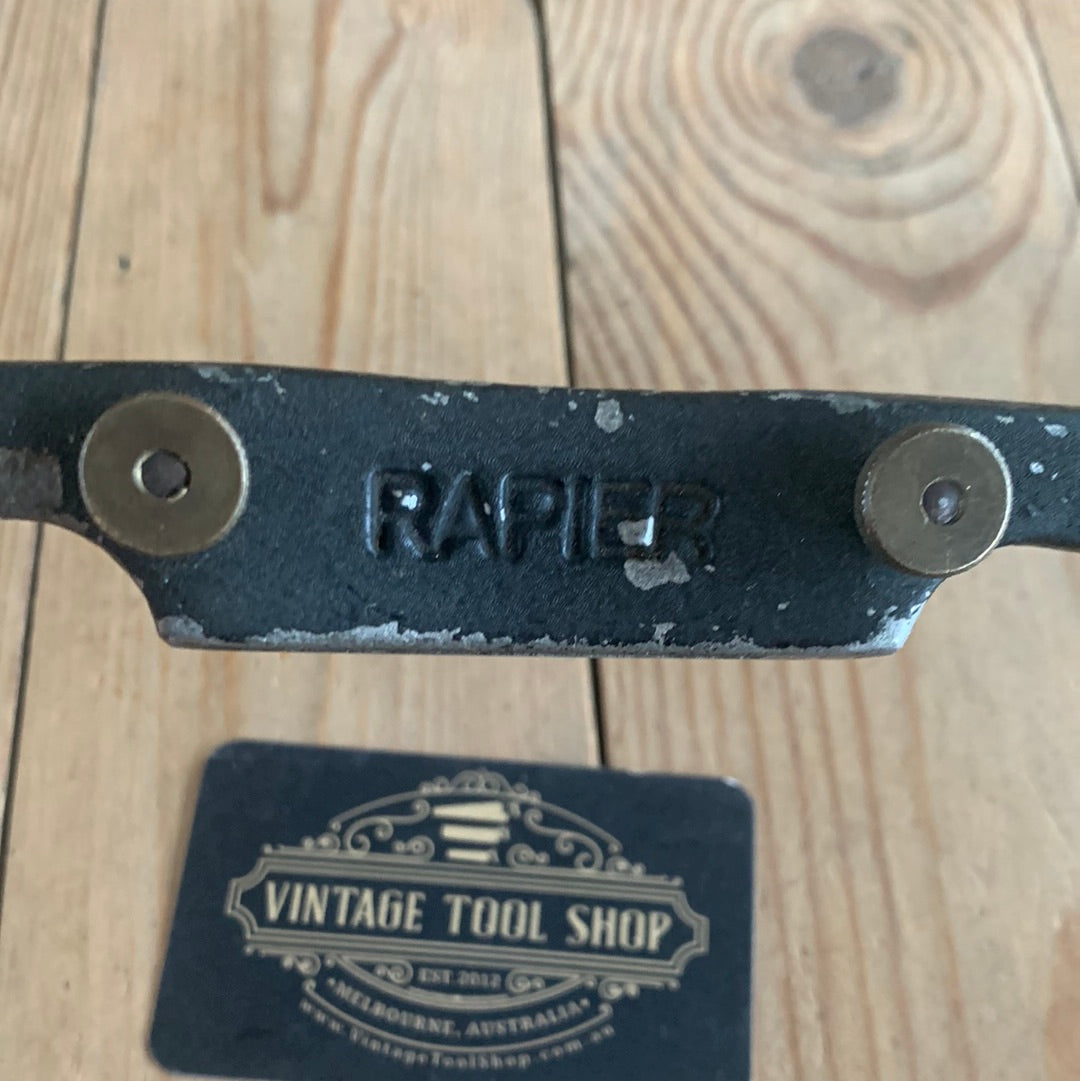 RAPIER
VINTAGE TOOL SHOP
EST. 2012
•MELBOURNE, AUSTRALIA•
www.VintageToolShop.com.au